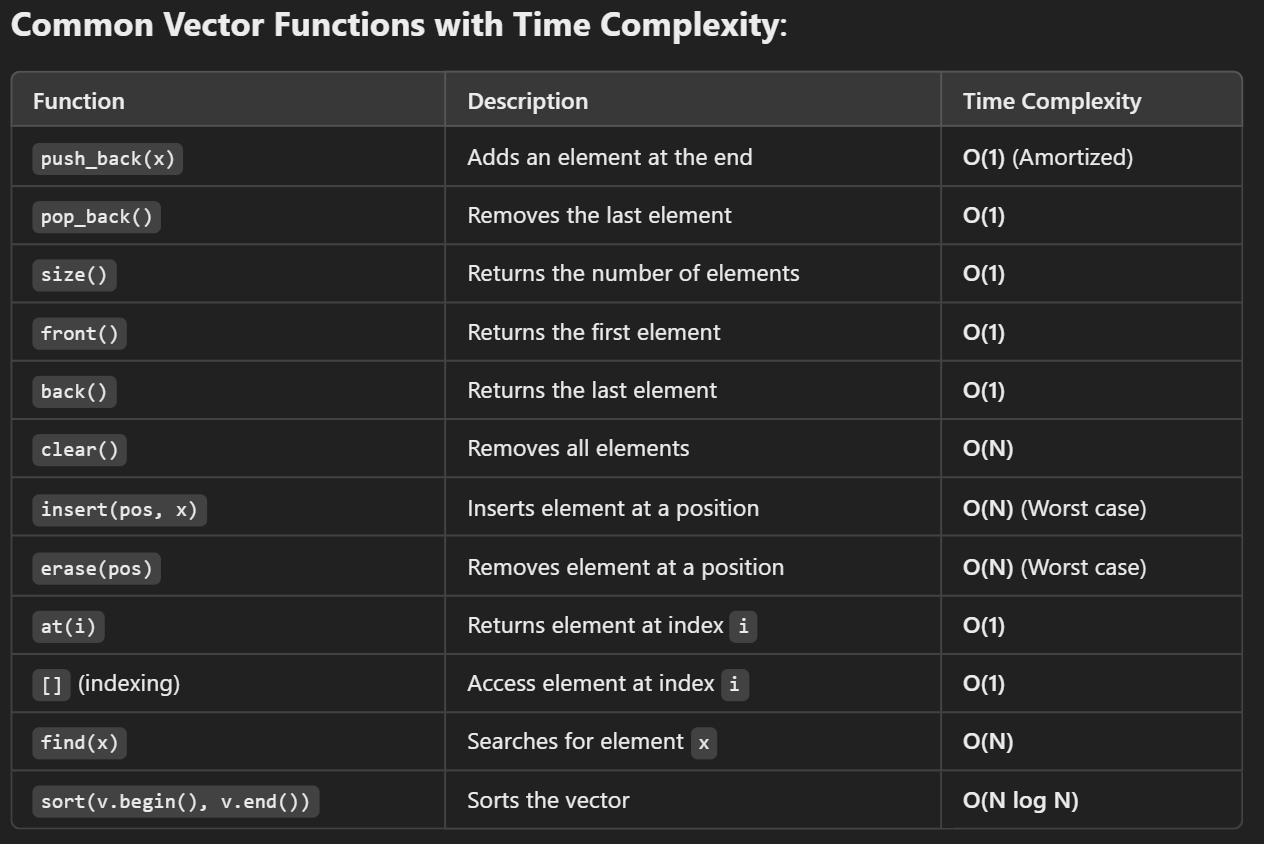 Common Vector Functions with Time Complexity:
Function Description Time Complexity
push_back(x) Adds an element at the end O(1) (Amortized)
pop_back() Removes the last element O(1)
size() Returns the number of elements O(1)
front() Returns the first element O(1)
back() Returns the last element O(1)
clear() Removes all elements O(N)
insert(pos, x) Inserts element at a position O(N) (Worst case)
erase(pos) Removes element at a position O(N) (Worst case)
at(i) Returns element at index i O(1)
[] (indexing) Access element at index i O(1)
find(x) Searches for element x O(N)
sort(v.begin(), v.end()) Sorts the vector O(N log N)